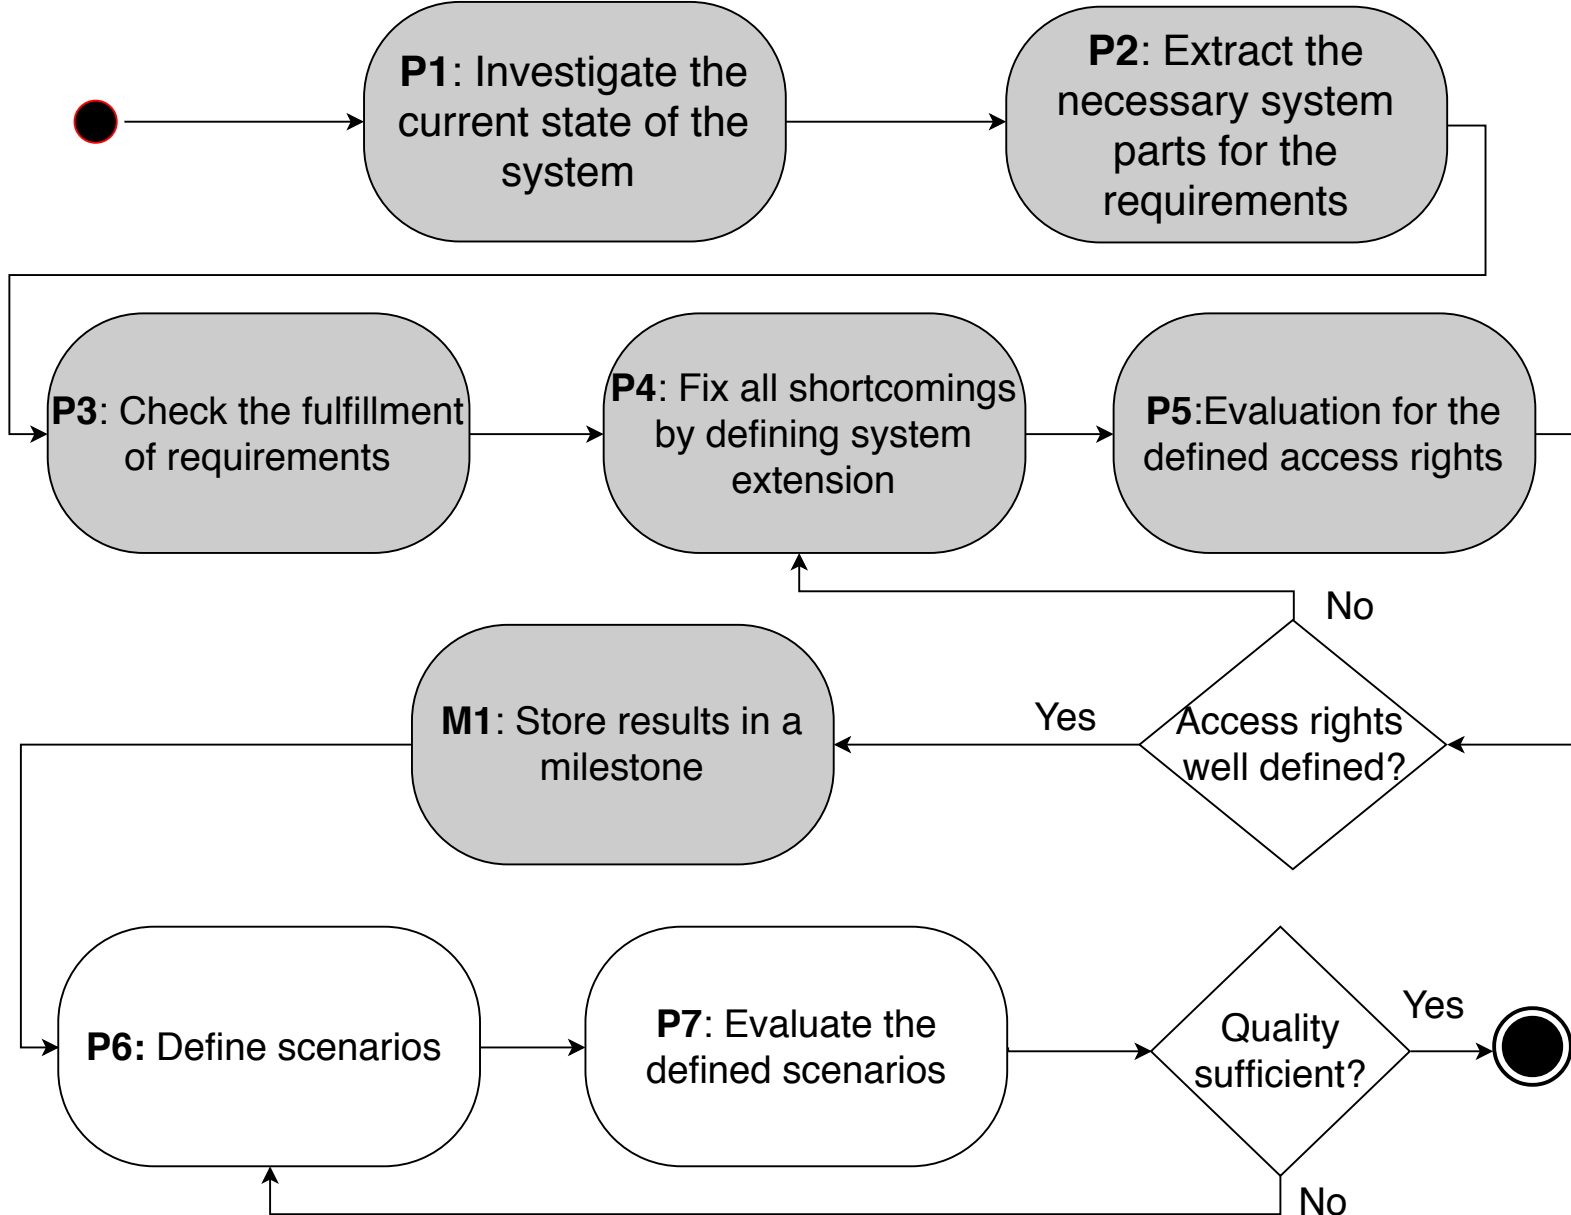 P1: Investigate the
current state of the
system
P2: Extract the
necessary system
parts for the
requirements
P3: Check the fulfillment
of requirements
P4: Fix all shortcomings
by defining system
extension
P5:Evaluation for the
defined access rights
No
M1: Store results in a
milestone
Yes
Access rights
well defined?
P6: Define scenarios
P7: Evaluate the
defined scenarios
Quality
sufficient?
Yes
No